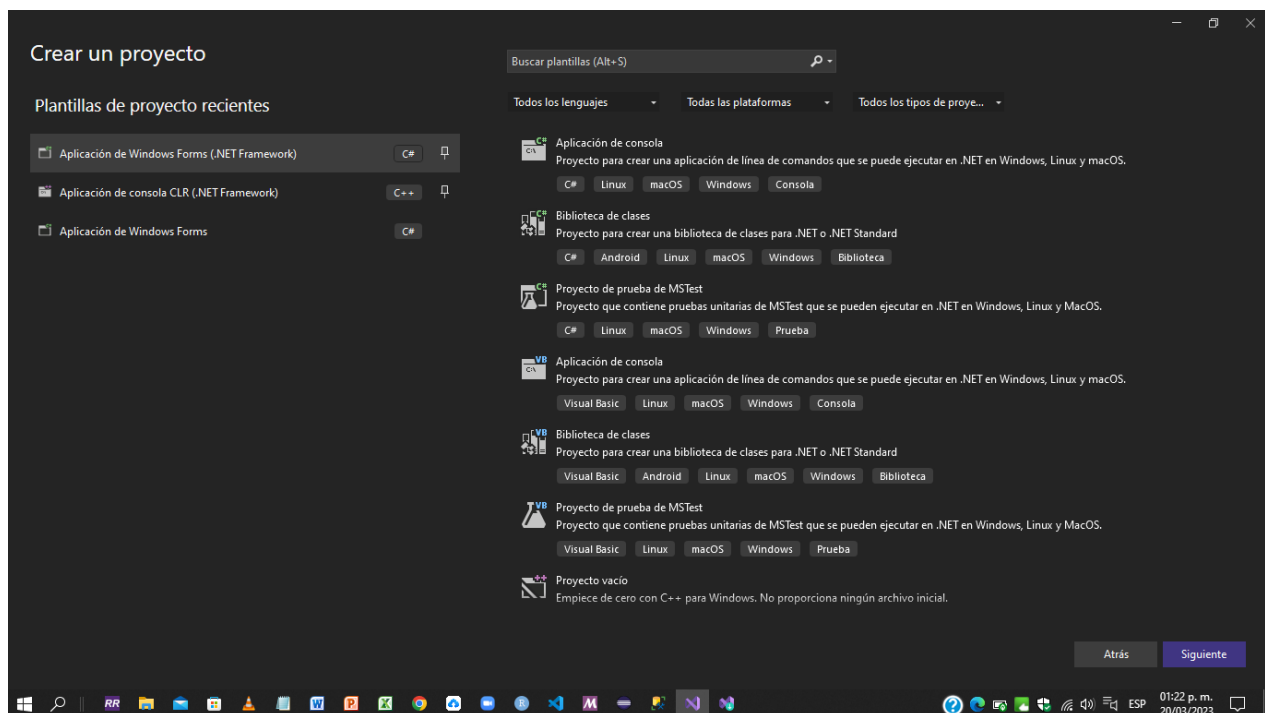 Crear un proyecto
Plantillas de proyecto recientes
Aplicación de Windows Forms (.NET Framework) C#
Aplicación de consola CLR (.NET Framework) C++
Aplicación de Windows Forms C#
Buscar plantillas (Alt+S)
Todos los lenguajes Todas las plataformas Todos los tipos de proye...
C#
C:\
Aplicación de consola
Proyecto para crear una aplicación de línea de comandos que se puede ejecutar en .NET en Windows, Linux y macOS.
C# Linux macOS Windows Consola
C#
Biblioteca de clases
Proyecto para crear una biblioteca de clases para .NET o .NET Standard
C# Android Linux macOS Windows Biblioteca
C#
Proyecto de prueba de MSTest
Proyecto que contiene pruebas unitarias de MSTest que se pueden ejecutar en .NET en Windows, Linux y MacOS.
C# Linux macOS Windows Prueba
VB
C:\
Aplicación de consola
Proyecto para crear una aplicación de línea de comandos que se puede ejecutar en .NET en Windows, Linux y macOS.
Visual Basic Linux macOS Windows Consola
VB
Biblioteca de clases
Proyecto para crear una biblioteca de clases para .NET o .NET Standard
Visual Basic Android Linux macOS Windows Biblioteca
VB
Proyecto de prueba de MSTest
Proyecto que contiene pruebas unitarias de MSTest que se pueden ejecutar en .NET en Windows, Linux y MacOS.
Visual Basic Linux macOS Windows Prueba
++
Proyecto vacío
Empiece de cero con C++ para Windows. No proporciona ningún archivo inicial.
Atrás Siguiente
RR W P X R M ? ESP 01:22 p. m.
20/03/2023